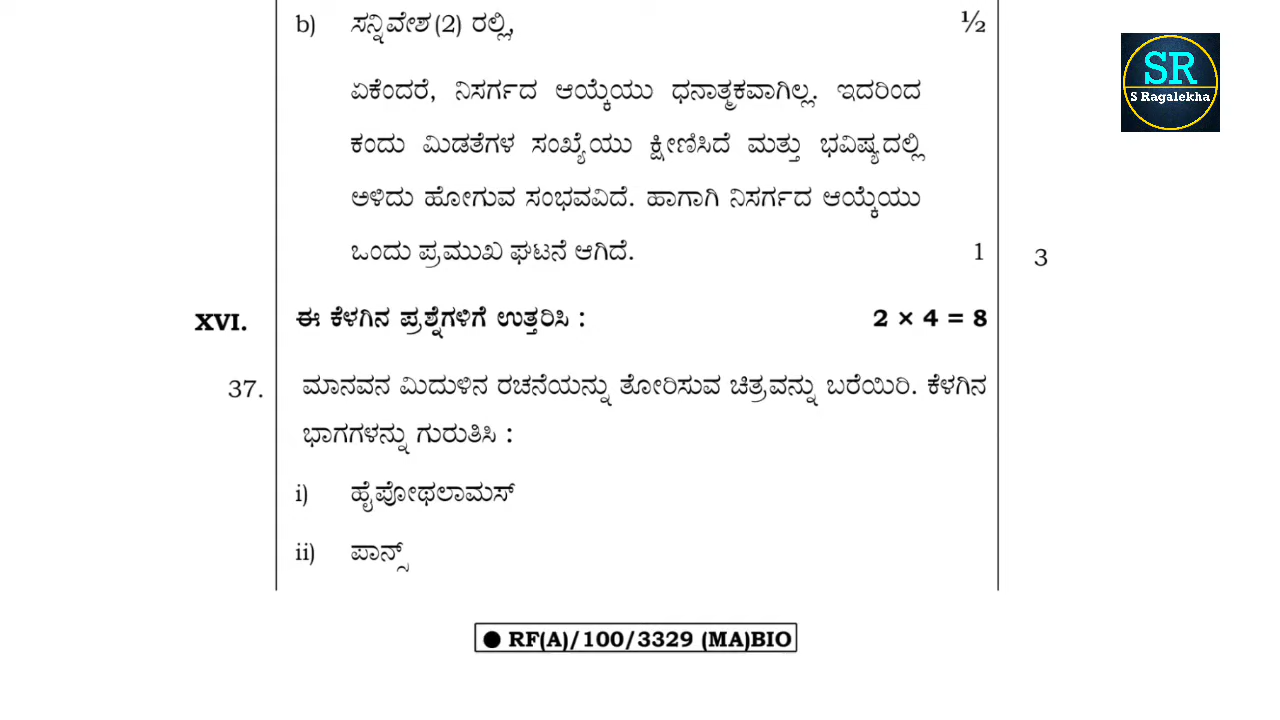 b) ಸನ್ನಿವೇಶ(2) ರಲ್ಲಿ, ½
SR
S Ragalekha
ಏಕೆಂದರೆ, ನಿಸರ್ಗದ ಆಯ್ಕೆಯು ಧನಾತ್ಮಕವಾಗಿಲ್ಲ. ಇದರಿಂದ
ಕಂದು ಮಿಡತೆಗಳ ಸಂಖ್ಯೆಯು ಕ್ಷೀಣಿಸಿದೆ ಮತ್ತು ಭವಿಷ್ಯದಲ್ಲಿ
ಅಳಿದು ಹೋಗುವ ಸಂಭವವಿದೆ. ಹಾಗಾಗಿ ನಿಸರ್ಗದ ಆಯ್ಕೆಯು
ಒಂದು ಪ್ರಮುಖ ಘಟನೆ ಆಗಿದೆ. 1 3
XVI. ಈ ಕೆಳಗಿನ ಪ್ರಶ್ನೆಗಳಿಗೆ ಉತ್ತರಿಸಿ : 2 × 4 = 8
37. ಮಾನವನ ಮಿದುಳಿನ ರಚನೆಯನ್ನು ತೋರಿಸುವ ಚಿತ್ರವನ್ನು ಬರೆಯಿರಿ. ಕೆಳಗಿನ
ಭಾಗಗಳನ್ನು ಗುರುತಿಸಿ :
i) ಹೈಪೋಥಲಾಮಸ್
ii) ಪಾನ್ಸ್
● RF(A)/100/3329 (MA)BIO